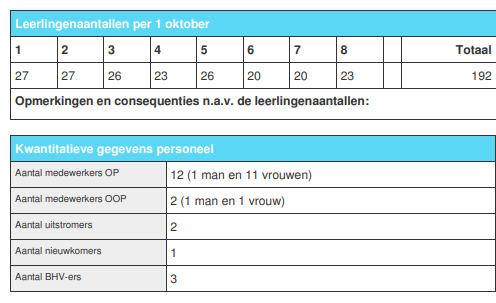 Leerlingenaantallen per 1 oktober
1 2 3 4 5 6 7 8 Totaal
27 27 26 23 26 20 20 23 192
Opmerkingen en consequenties n.a.v. de leerlingenaantallen:
Kwantitatieve gegevens personeel
Aantal medewerkers OP 12 (1 man en 11 vrouwen)
Aantal medewerkers OOP 2 (1 man en 1 vrouw)
Aantal uitstromers 2
Aantal nieuwkomers 1
Aantal BHV-ers 3